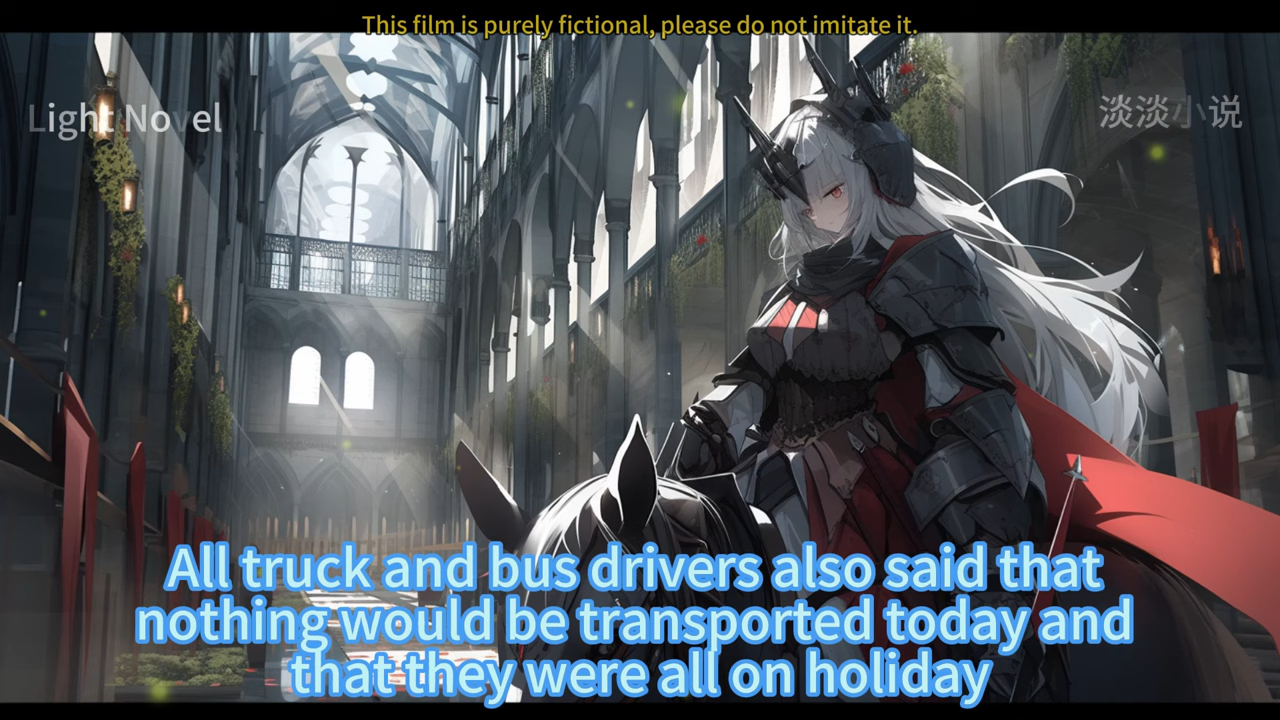 This film is purely fictional, please do not imitate it.
Light Novel
淡淡小说
All truck and bus drivers also said that
nothing would be transported today and
that they were all on holiday